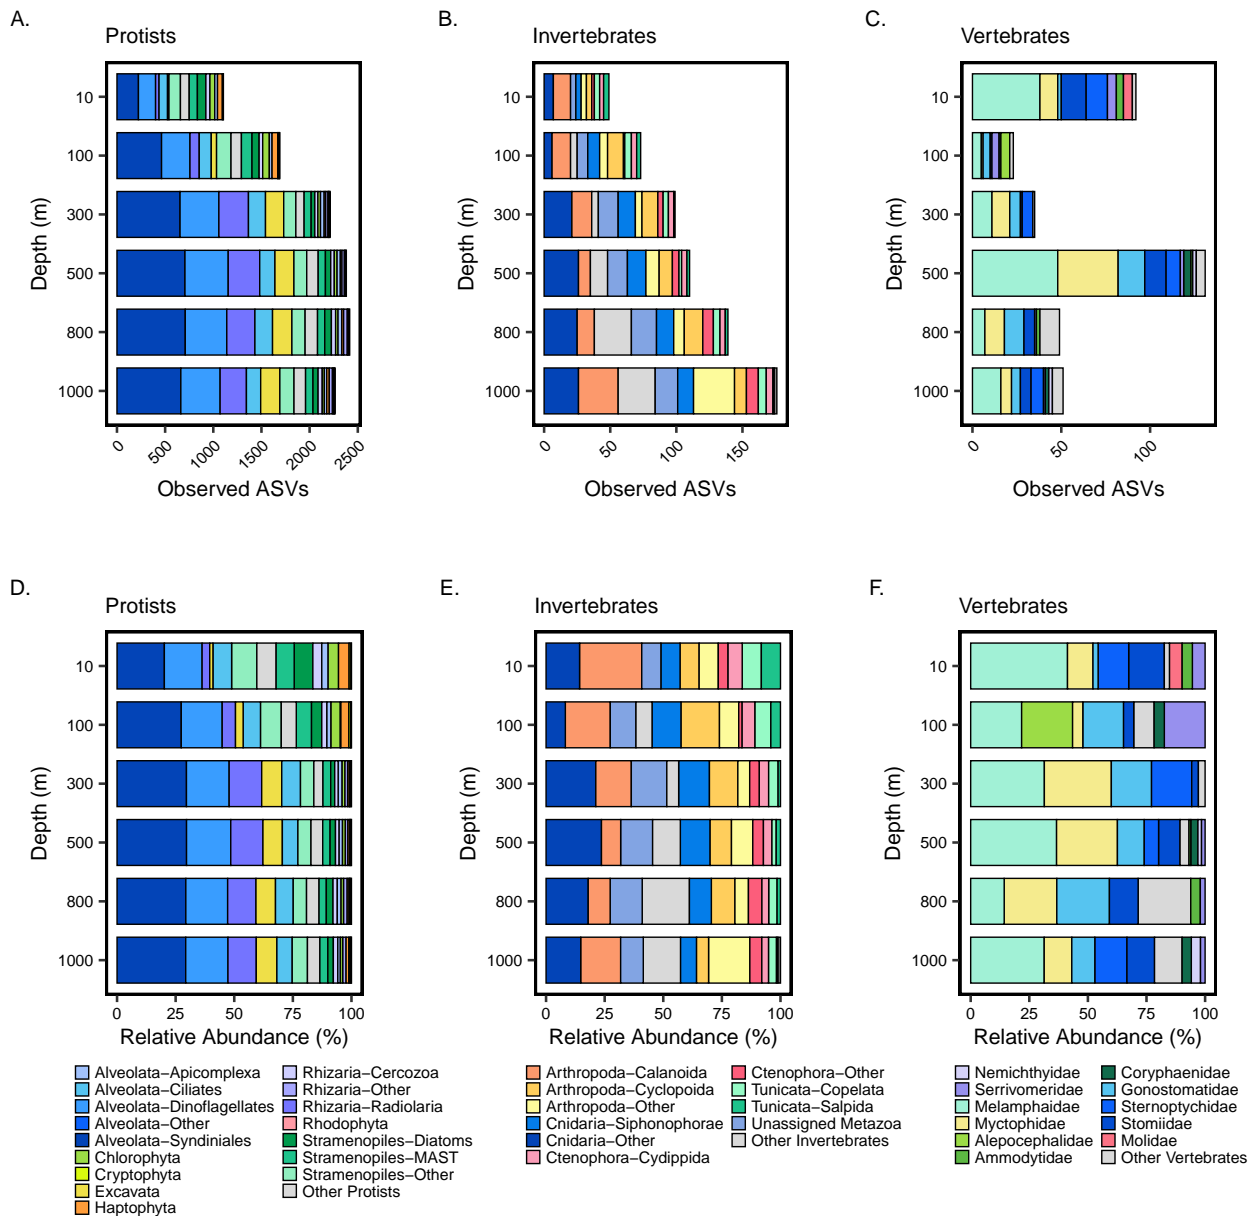 A.
Protists
B.
Invertebrates
C.
Vertebrates
Depth (m)
10
100
300
500
800
1000
0
500
1000
1500
2000
2500
Observed ASVs
Depth (m)
10
100
300
500
800
1000
0
50
100
150
Observed ASVs
Depth (m)
10
100
300
500
800
1000
0
50
100
Observed ASVs
D.
Protists
E.
Invertebrates
F.
Vertebrates
Depth (m)
10
100
300
500
800
1000
0 25 50 75 100
Relative Abundance (%)
Depth (m)
10
100
300
500
800
1000
0 25 50 75 100
Relative Abundance (%)
Depth (m)
10
100
300
500
800
1000
0 25 50 75 100
Relative Abundance (%)
Alveolata−Apicomplexa
Alveolata−Ciliates
Alveolata−Dinoflagellates
Alveolata−Other
Alveolata−Syndiniales
Chlorophyta
Cryptophyta
Excavata
Haptophyta
Rhizaria−Cercozoa
Rhizaria−Other
Rhizaria−Radiolaria
Rhodophyta
Stramenopiles−Diatoms
Stramenopiles−MAST
Stramenopiles−Other
Other Protists
Arthropoda−Calanoida
Arthropoda−Cyclopoida
Arthropoda−Other
Cnidaria−Siphonophorae
Cnidaria−Other
Ctenophora−Cydippida
Ctenophora−Other
Tunicata−Copelata
Tunicata−Salpida
Unassigned Metazoa
Other Invertebrates
Nemichthyidae
Serrivomeridae
Melamphaidae
Myctophidae
Alepocephalidae
Ammodytidae
Coryphaenidae
Gonostomatidae
Sternoptychidae
Stomiidae
Molidae
Other Vertebrates